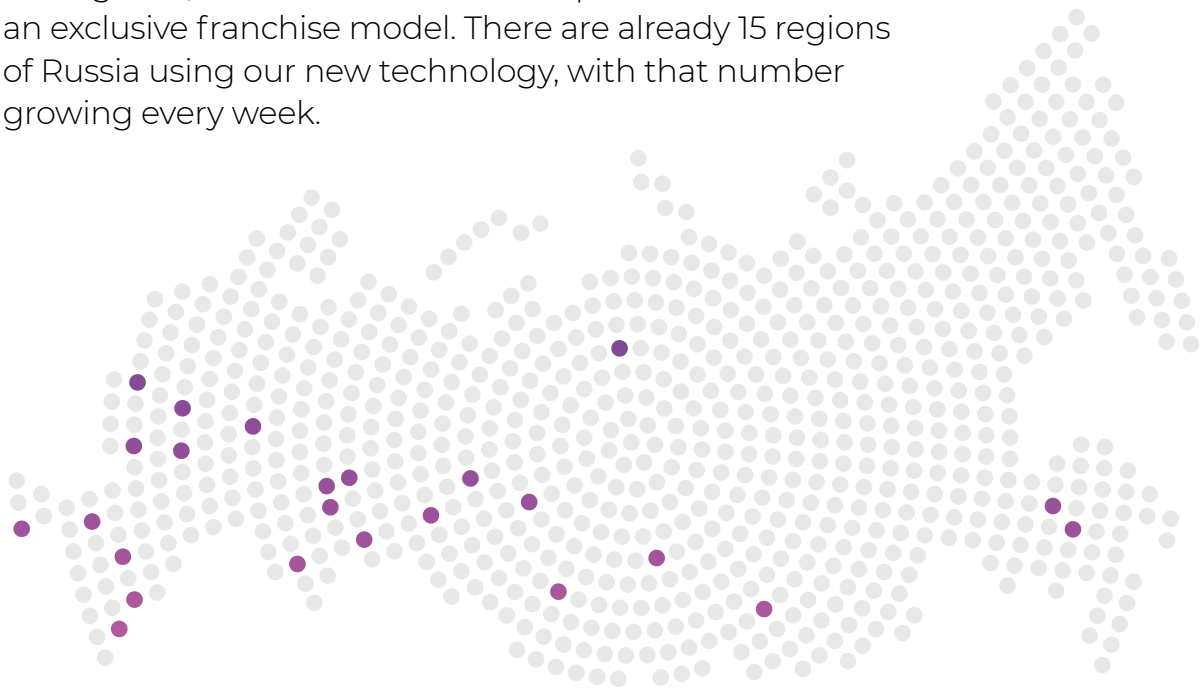 an exclusive franchise model. There are already 15 regions
of Russia using our new technology, with that number
growing every week.